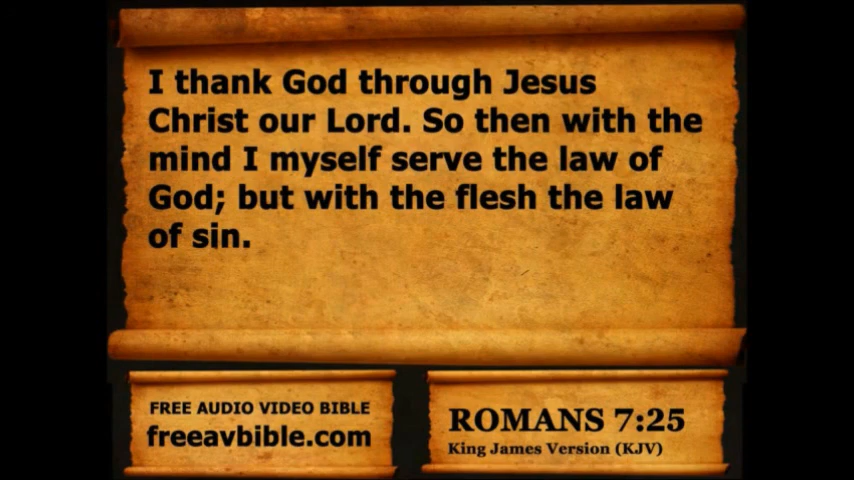 I thank God through Jesus
Christ our Lord. So then with the
mind I myself serve the law of
God; but with the flesh the law
of sin.
FREE AUDIO VIDEO BIBLE
freeavbible.com
ROMANS 7:25
King James Version (KJV)